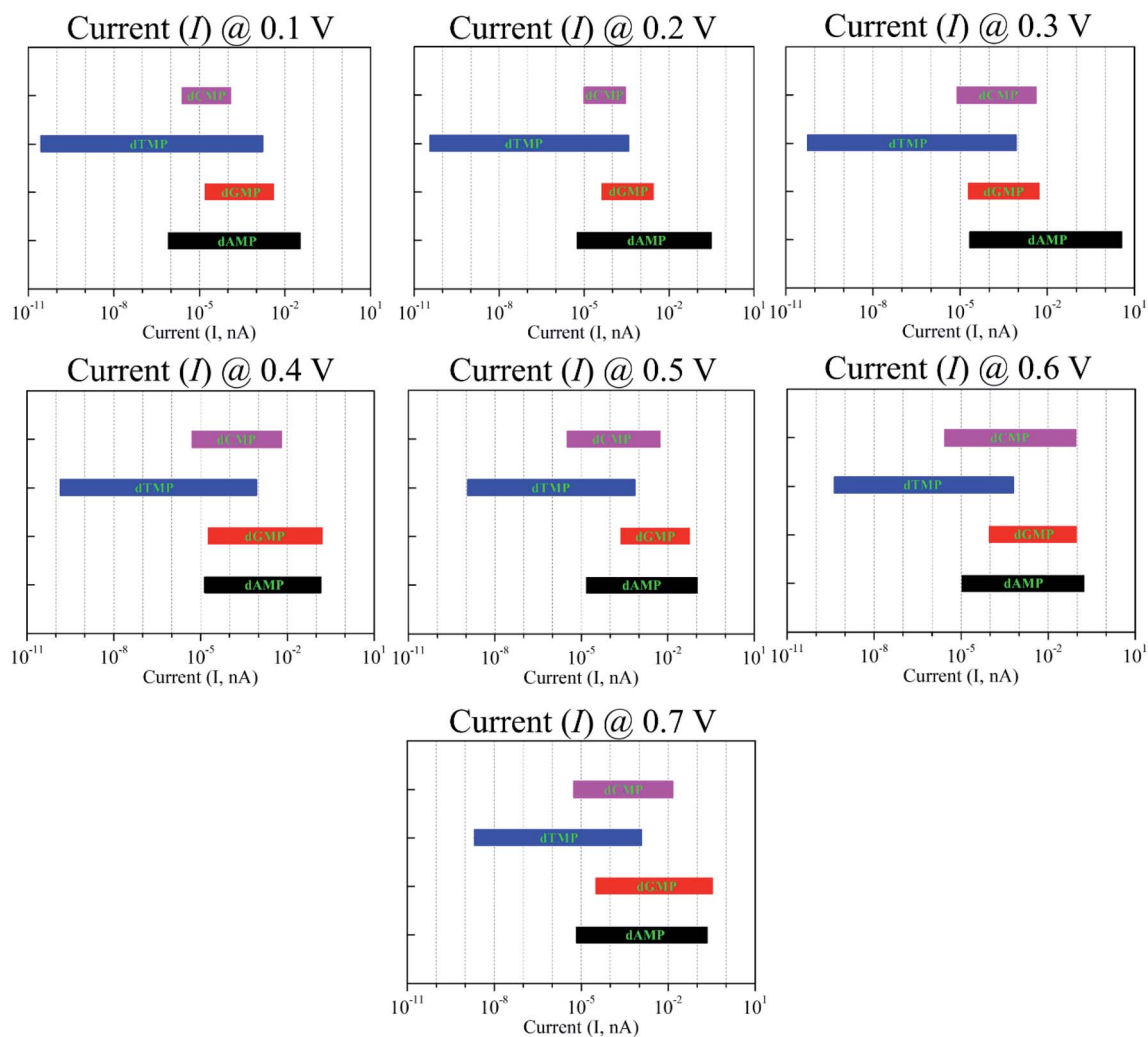 Current (I) @ 0.1 V
dCMP
dTMP
dGMP
dAMP
10⁻¹¹ 10⁻⁸ 10⁻⁵ 10⁻² 10¹
Current (I, nA)
Current (I) @ 0.2 V
dCMP
dTMP
dGMP
dAMP
10⁻¹¹ 10⁻⁸ 10⁻⁵ 10⁻² 10¹
Current (I, nA)
Current (I) @ 0.3 V
dCMP
dTMP
dGMP
dAMP
10⁻¹¹ 10⁻⁸ 10⁻⁵ 10⁻² 10¹
Current (I, nA)
Current (I) @ 0.4 V
dCMP
dTMP
dGMP
dAMP
10⁻¹¹ 10⁻⁸ 10⁻⁵ 10⁻² 10¹
Current (I, nA)
Current (I) @ 0.5 V
dCMP
dTMP
dGMP
dAMP
10⁻¹¹ 10⁻⁸ 10⁻⁵ 10⁻² 10¹
Current (I, nA)
Current (I) @ 0.6 V
dCMP
dTMP
dGMP
dAMP
10⁻¹¹ 10⁻⁸ 10⁻⁵ 10⁻² 10¹
Current (I, nA)
Current (I) @ 0.7 V
dCMP
dTMP
dGMP
dAMP
10⁻¹¹ 10⁻⁸ 10⁻⁵ 10⁻² 10¹
Current (I, nA)